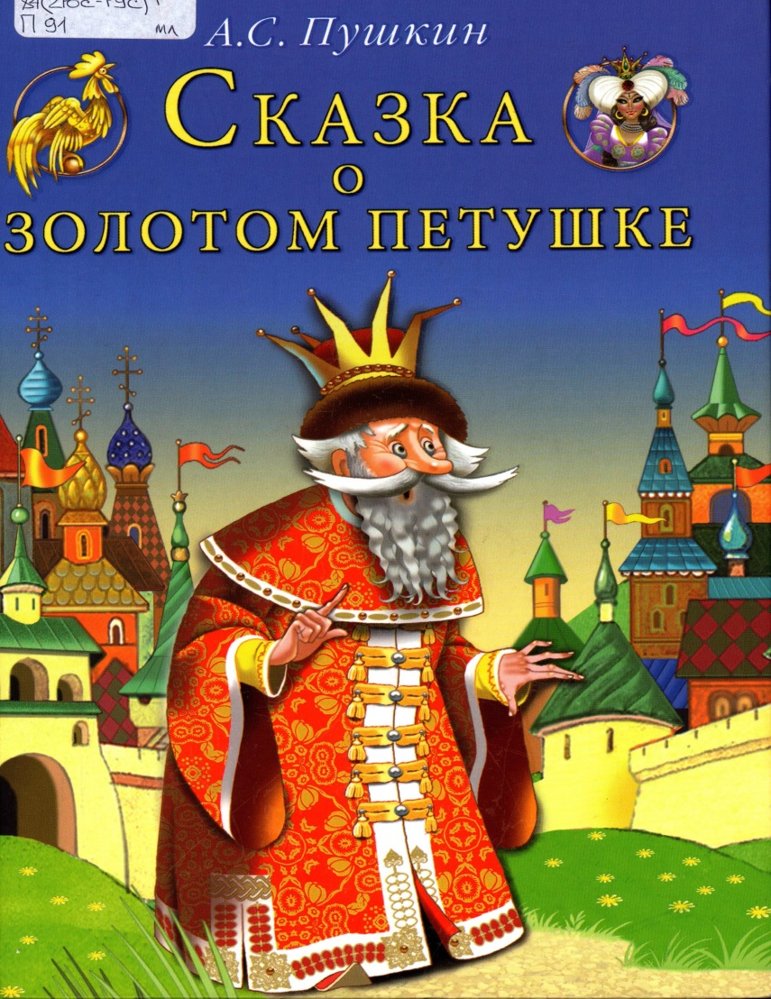 П 91
мл
А.С. Пушкин
Сказка
о
золотом петушке